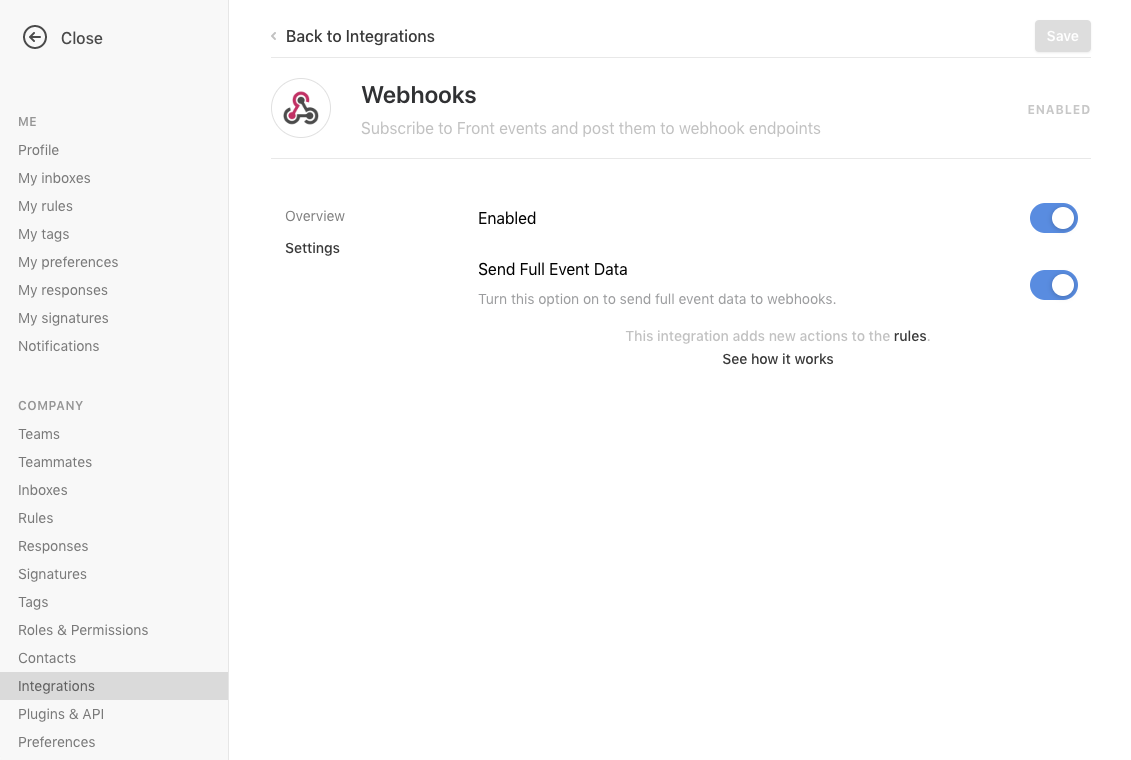 Close
ME
Profile
My inboxes
My rules
My tags
My preferences
My responses
My signatures
Notifications
COMPANY
Teams
Teammates
Inboxes
Rules
Responses
Signatures
Tags
Roles & Permissions
Contacts
Integrations
Plugins & API
Preferences
Back to Integrations
Save
Webhooks
Subscribe to Front events and post them to webhook endpoints
ENABLED
Overview
Settings
Enabled
Send Full Event Data
Turn this option on to send full event data to webhooks.
This integration adds new actions to the rules.
See how it works